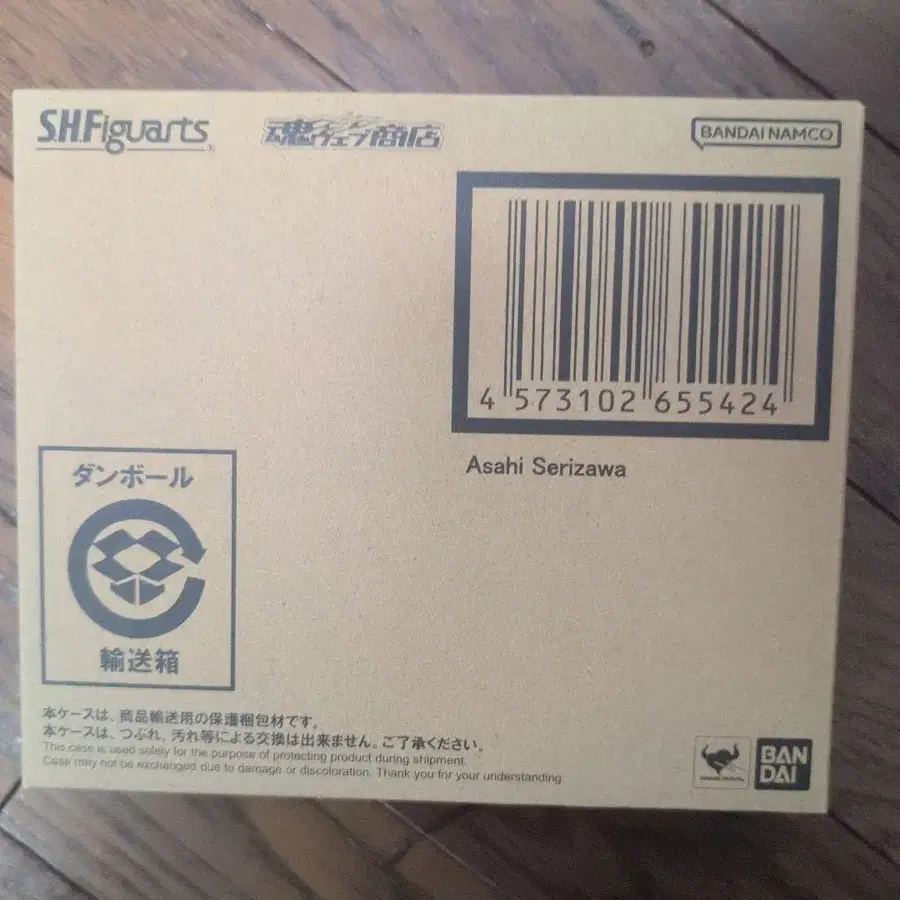 S.H.Figuarts
魂ウェブ商店
BANDAI NAMCO
4 573102 655424
Asahi Serizawa
ダンボール
輸送箱
本ケースは、商品輸送用の保護梱包材です。
本ケースは、つぶれ、汚れ等による交換は出来ません。ご了承ください。
This case is used solely for the purpose of protecting product during shipment.
Case may not be exchanged due to damage or discoloration. Thank you for your understanding
BAN
DAI